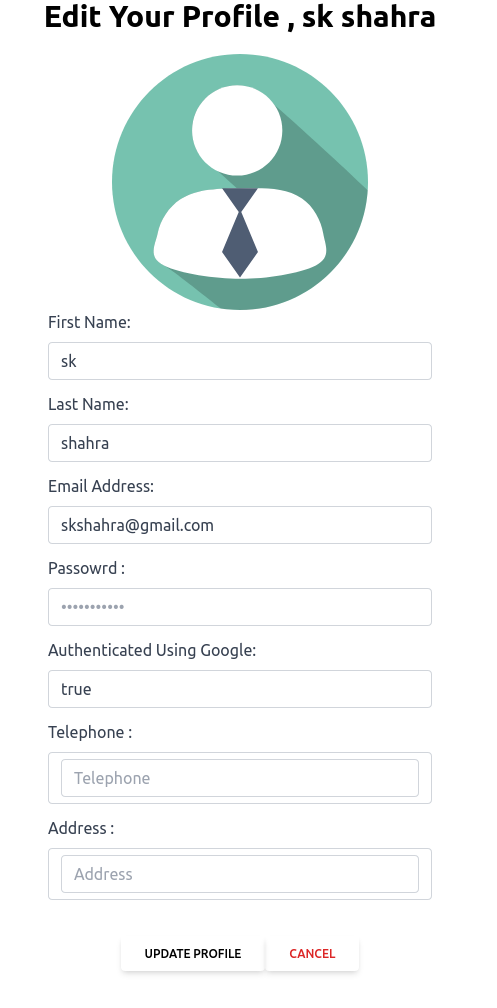 Edit Your Profile , sk shahra
First Name:
sk
Last Name:
shahra
Email Address:
skshahra@gmail.com
Passowrd :
•••••••••••
Authenticated Using Google:
true
Telephone :
Telephone
Address :
Address
UPDATE PROFILE CANCEL